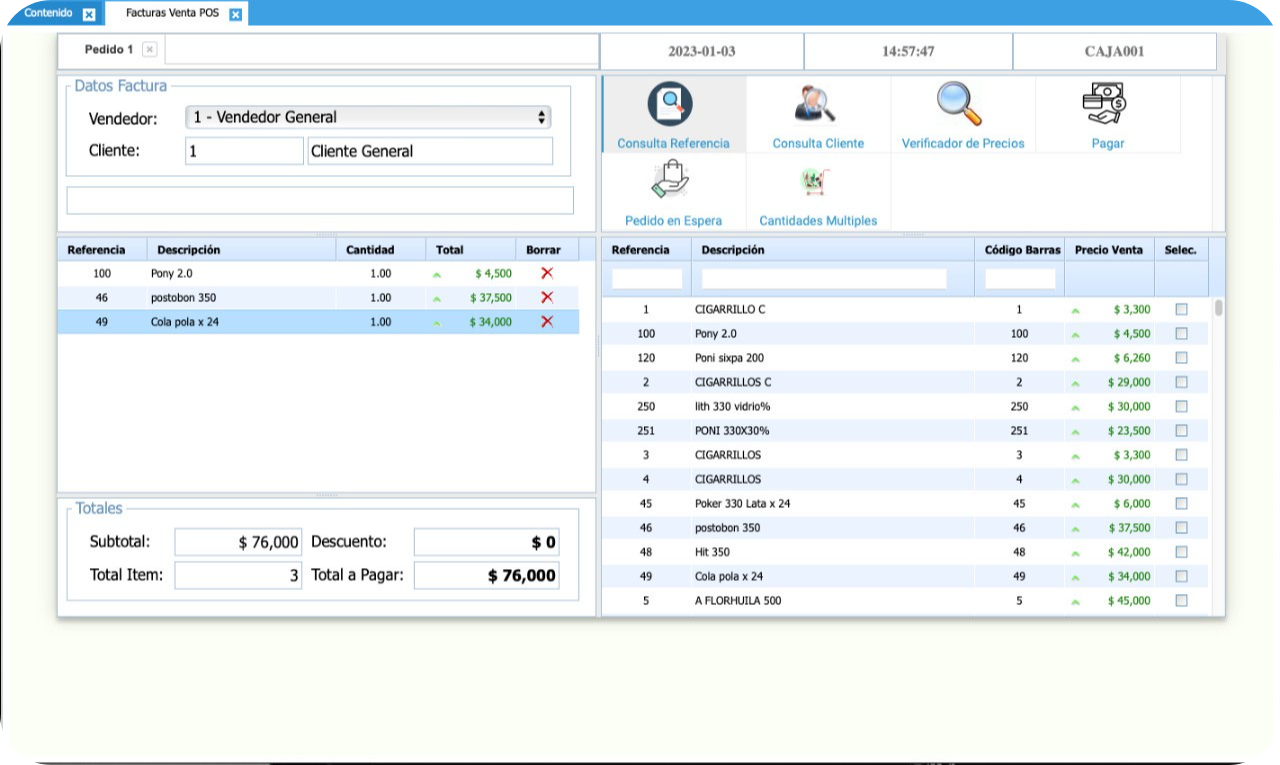 Contenido
Facturas Venta POS
Pedido 1
2023-01-03 14:57:47 CAJA001
Datos Factura
Vendedor: 1 - Vendedor General
Cliente: 1 Cliente General
Consulta Referencia
Consulta Cliente
Verificador de Precios
Pagar
Pedido en Espera
Cantidades Multiples
Referencia Descripción Cantidad Total Borrar
100 Pony 2.0 1.00 $ 4,500
46 postobon 350 1.00 $ 37,500
49 Cola pola x 24 1.00 $ 34,000
Totales
Subtotal: $ 76,000 Descuento: $ 0
Total Item: 3 Total a Pagar: $ 76,000
Referencia Descripción Código Barras Precio Venta Selec.
1 CIGARRILLO C 1 $ 3,300
100 Pony 2.0 100 $ 4,500
120 Poni sixpa 200 120 $ 6,260
2 CIGARRILLOS C 2 $ 29,000
250 lith 330 vidrio% 250 $ 30,000
251 PONI 330X30% 251 $ 23,500
3 CIGARRILLOS 3 $ 3,300
4 CIGARRILLOS 4 $ 30,000
45 Poker 330 Lata x 24 45 $ 6,000
46 postobon 350 46 $ 37,500
48 Hit 350 48 $ 42,000
49 Cola pola x 24 49 $ 34,000
5 A FLORHUILA 500 5 $ 45,000